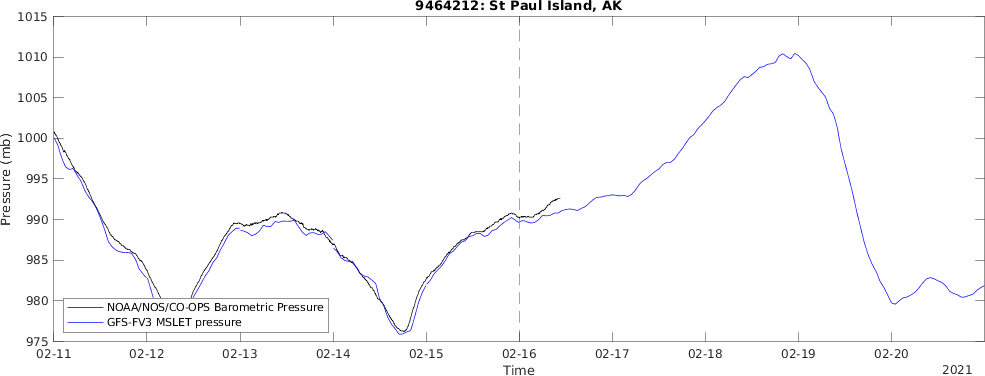 9464212: St Paul Island, AK
1015
1010
1005
1000
995
990
985
980
975
Pressure (mb)
NOAA/NOS/CO-OPS Barometric Pressure
GFS-FV3 MSLET pressure
02-11 02-12 02-13 02-14 02-15 02-16 02-17 02-18 02-19 02-20
Time
2021